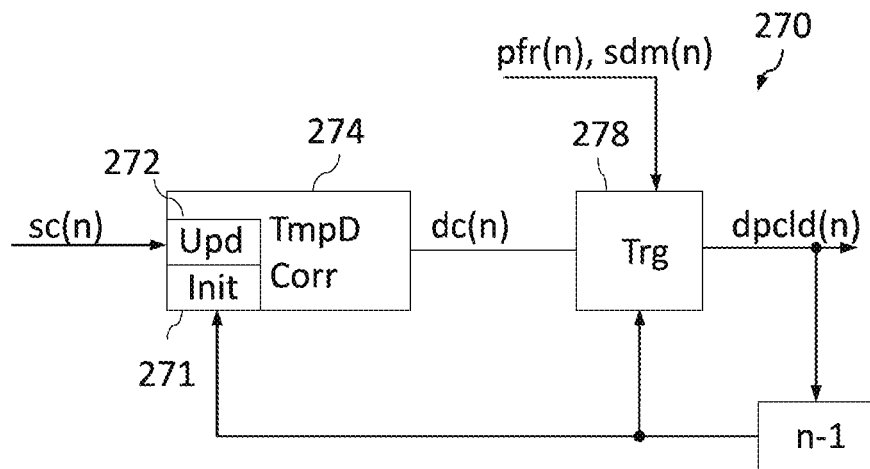 270
pfr(n), sdm(n)
274
278
272
sc(n)
Upd
TmpD
Corr
dc(n)
Trg
dpcld(n)
Init
271
n-1